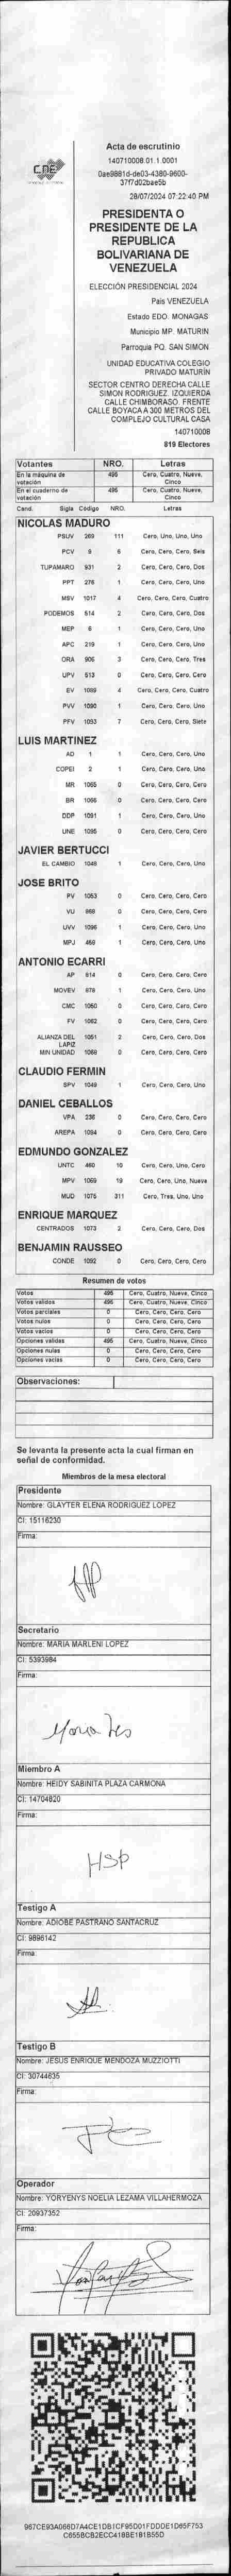 CNE
Acta de escrutinio
140710008.01.1.0001
0ae9881d-de03-4380-9600-
37f7d02bae5b
28/07/2024 07:22:40 PM
PRESIDENTA O
PRESIDENTE DE LA
REPUBLICA
BOLIVARIANA DE
VENEZUELA
ELECCIÓN PRESIDENCIAL 2024
País VENEZUELA
Estado EDO. MONAGAS
Municipio MP. MATURIN
Parroquia PQ. SAN SIMON
UNIDAD EDUCATIVA COLEGIO
PRIVADO MATURÍN
SECTOR CENTRO DERECHA CALLE
SIMON RODRIGUEZ. IZQUIERDA
CALLE CHIMBORASO. FRENTE
CALLE BOYACA A 300 METROS DEL
COMPLEJO CULTURAL CASA
140710008
819 Electores
Votantes NRO. Letras
En la máquina de votación 495 Cero, Cuatro, Nueve, Cinco
En el cuaderno de votación 495 Cero, Cuatro, Nueve, Cinco
Cand. Sigla Código NRO. Letras
NICOLAS MADURO
PSUV 269 111 Cero, Uno, Uno, Uno
PCV 9 6 Cero, Cero, Cero, Seis
TUPAMARO 931 2 Cero, Cero, Cero, Dos
PPT 276 1 Cero, Cero, Cero, Uno
MSV 1017 4 Cero, Cero, Cero, Cuatro
PODEMOS 514 2 Cero, Cero, Cero, Dos
MEP 6 1 Cero, Cero, Cero, Uno
APC 219 1 Cero, Cero, Cero, Uno
ORA 906 3 Cero, Cero, Cero, Tres
UPV 513 0 Cero, Cero, Cero, Cero
EV 1089 4 Cero, Cero, Cero, Cuatro
PVV 1090 1 Cero, Cero, Cero, Uno
PFV 1093 7 Cero, Cero, Cero, Siete
LUIS MARTINEZ
AD 1 1 Cero, Cero, Cero, Uno
COPEI 2 1 Cero, Cero, Cero, Uno
MR 1065 0 Cero, Cero, Cero, Cero
BR 1066 0 Cero, Cero, Cero, Cero
DDP 1091 1 Cero, Cero, Cero, Uno
UNE 1095 0 Cero, Cero, Cero, Cero
JAVIER BERTUCCI
EL CAMBIO 1048 1 Cero, Cero, Cero, Uno
JOSE BRITO
PV 1053 0 Cero, Cero, Cero, Cero
VU 868 0 Cero, Cero, Cero, Cero
UVV 1096 1 Cero, Cero, Cero, Uno
MPJ 466 1 Cero, Cero, Cero, Uno
ANTONIO ECARRI
AP 814 0 Cero, Cero, Cero, Cero
MOVEV 978 1 Cero, Cero, Cero, Uno
CMC 1060 0 Cero, Cero, Cero, Cero
FV 1062 0 Cero, Cero, Cero, Cero
ALIANZA DEL LAPIZ 1051 2 Cero, Cero, Cero, Dos
MIN UNIDAD 1068 0 Cero, Cero, Cero, Cero
CLAUDIO FERMIN
SPV 1049 1 Cero, Cero, Cero, Uno
DANIEL CEBALLOS
VPA 236 0 Cero, Cero, Cero, Cero
AREPA 1094 0 Cero, Cero, Cero, Cero
EDMUNDO GONZALEZ
UNTC 460 10 Cero, Cero, Uno, Cero
MPV 1069 19 Cero, Cero, Uno, Nueve
MUD 1075 311 Cero, Tres, Uno, Uno
ENRIQUE MARQUEZ
CENTRADOS 1073 2 Cero, Cero, Cero, Dos
BENJAMIN RAUSSEO
CONDE 1092 0 Cero, Cero, Cero, Cero
Resumen de votos
Votos 495 Cero, Cuatro, Nueve, Cinco
Votos validos 495 Cero, Cuatro, Nueve, Cinco
Votos parciales 0 Cero, Cero, Cero, Cero
Votos nulos 0 Cero, Cero, Cero, Cero
Votos vacios 0 Cero, Cero, Cero, Cero
Opciones validas 495 Cero, Cuatro, Nueve, Cinco
Opciones nulas 0 Cero, Cero, Cero, Cero
Opciones vacias 0 Cero, Cero, Cero, Cero
Observaciones:
Se levanta la presente acta la cual firman en
señal de conformidad.
Miembros de la mesa electoral
Presidente
Nombre: GLAYTER ELENA RODRIGUEZ LOPEZ
CI: 15116230
Firma:
Secretario
Nombre: MARIA MARLENI LOPEZ
CI: 5393984
Firma:
Miembro A
Nombre: HEIDY SABINITA PLAZA CARMONA
CI: 14704820
Firma:
HSP
Testigo A
Nombre: ADIOBE PASTRANO SANTACRUZ
CI: 9896142
Firma:
Testigo B
Nombre: JESUS ENRIQUE MENDOZA MUZZIOTTI
CI: 30744635
Firma:
Operador
Nombre: YORYENYS NOELIA LEZAMA VILLAHERMOZA
CI: 20937352
Firma:
967CE93A066D7A4CE1DB1CF95D01FDDDE1D65F753
C655BCB2ECC418BE181B55D